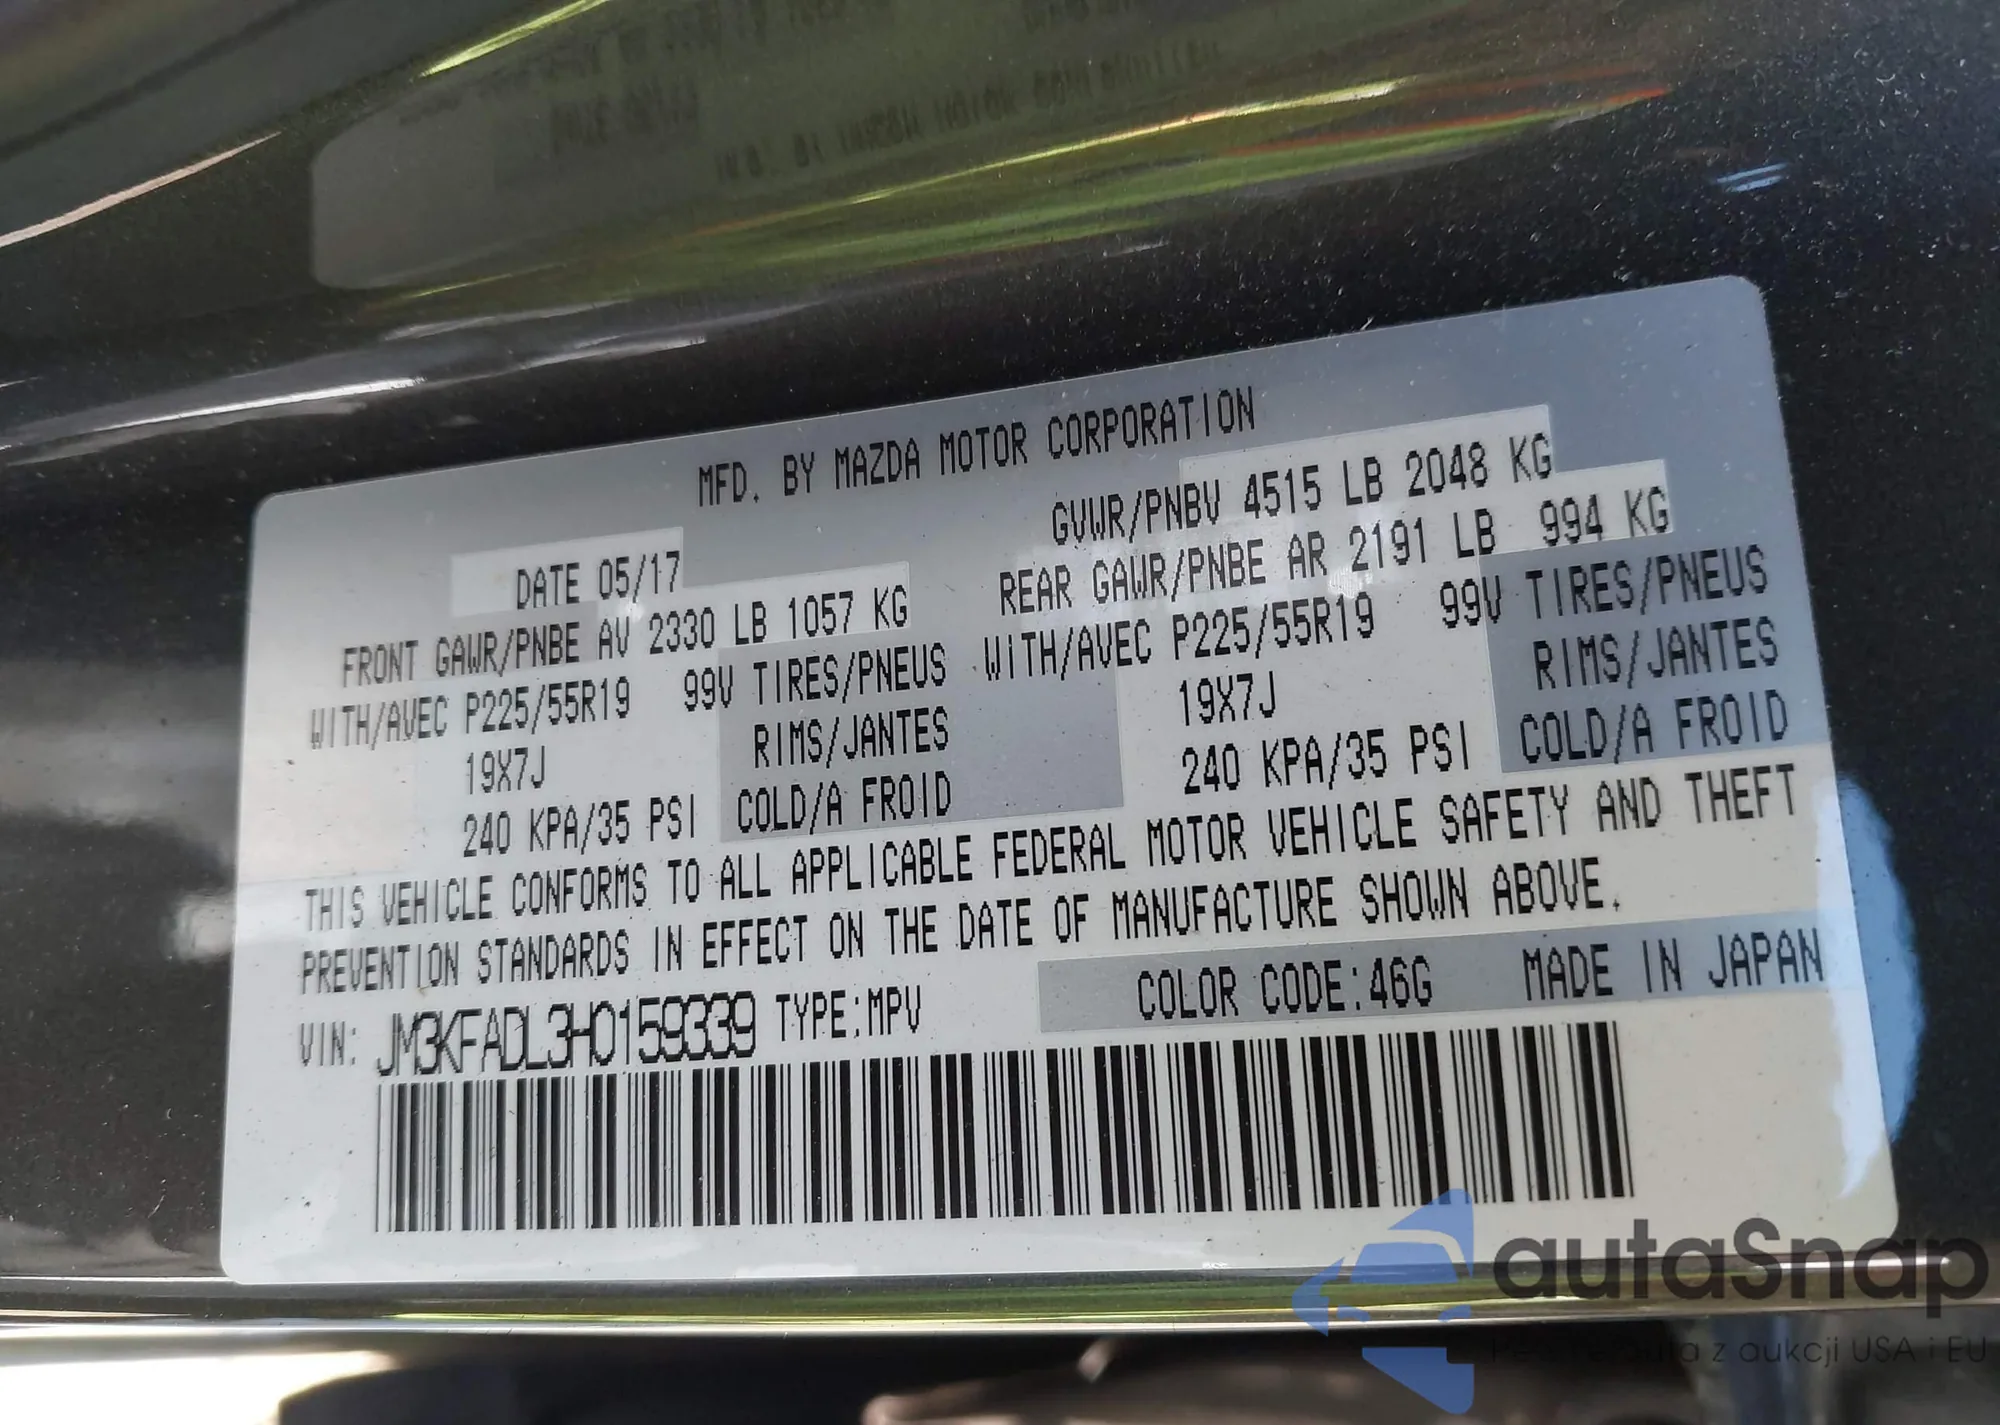 MFD. BY MAZDA MOTOR CORPORATION
DATE 05/17
GVWR/PNBV 4515 LB 2048 KG
FRONT GAWR/PNBE AV 2330 LB 1057 KG
REAR GAWR/PNBE AR 2191 LB 994 KG
WITH/AVEC P225/55R19 99V TIRES/PNEUS
WITH/AVEC P225/55R19 99V TIRES/PNEUS
19X7J RIMS/JANTES
19X7J RIMS/JANTES
240 KPA/35 PSI COLD/A FROID
240 KPA/35 PSI COLD/A FROID
THIS VEHICLE CONFORMS TO ALL APPLICABLE FEDERAL MOTOR VEHICLE SAFETY AND THEFT
PREVENTION STANDARDS IN EFFECT ON THE DATE OF MANUFACTURE SHOWN ABOVE.
VIN: JM3KFADL3H0159339 TYPE:MPV
COLOR CODE:46G MADE IN JAPAN
autaSnap
z aukcji USA i EU